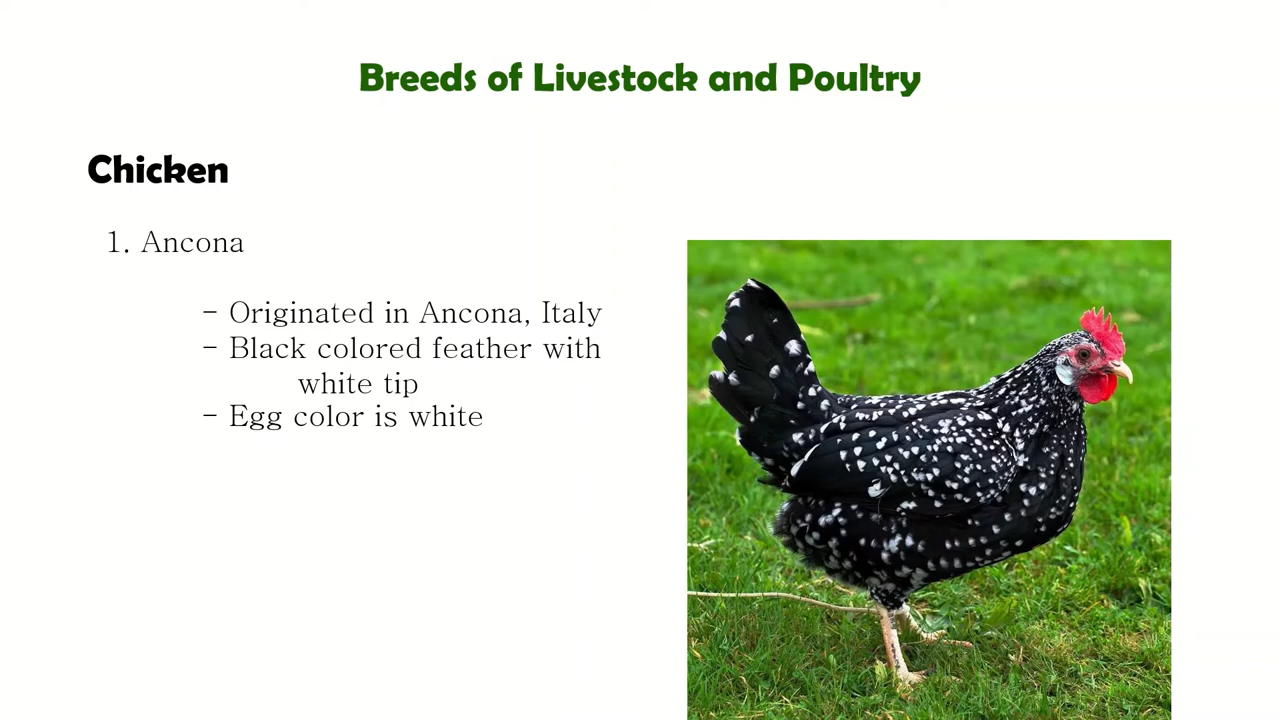 Breeds of Livestock and Poultry
Chicken
1. Ancona
- Originated in Ancona, Italy
- Black colored feather with
white tip
- Egg color is white